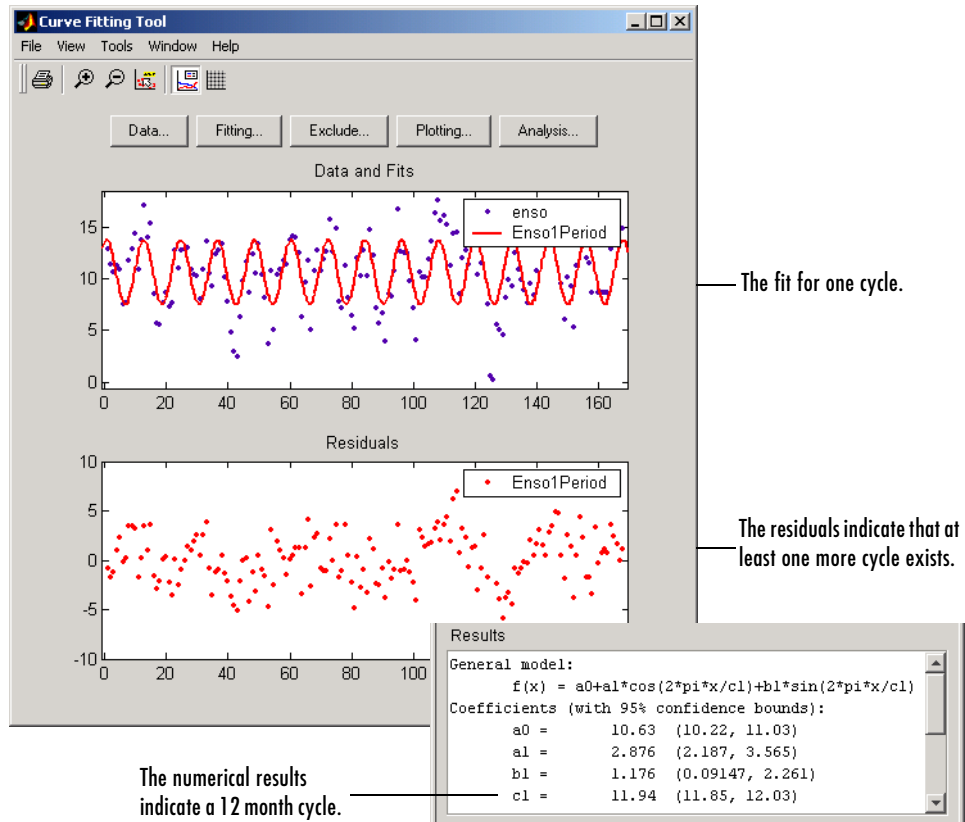 Curve Fitting Tool
File View Tools Window Help
Data... Fitting... Exclude... Plotting... Analysis...
Data and Fits
enso
Enso1Period
15
10
5
0
0 20 40 60 80 100 120 140 160
The fit for one cycle.
Residuals
Enso1Period
10
5
0
-5
-10
0 20 40 60 80 100
The residuals indicate that at
least one more cycle exists.
Results
General model:
f(x) = a0+a1*cos(2*pi*x/c1)+b1*sin(2*pi*x/c1)
Coefficients (with 95% confidence bounds):
a0 = 10.63 (10.22, 11.03)
a1 = 2.876 (2.187, 3.565)
b1 = 1.176 (0.09147, 2.261)
c1 = 11.94 (11.85, 12.03)
The numerical results
indicate a 12 month cycle.